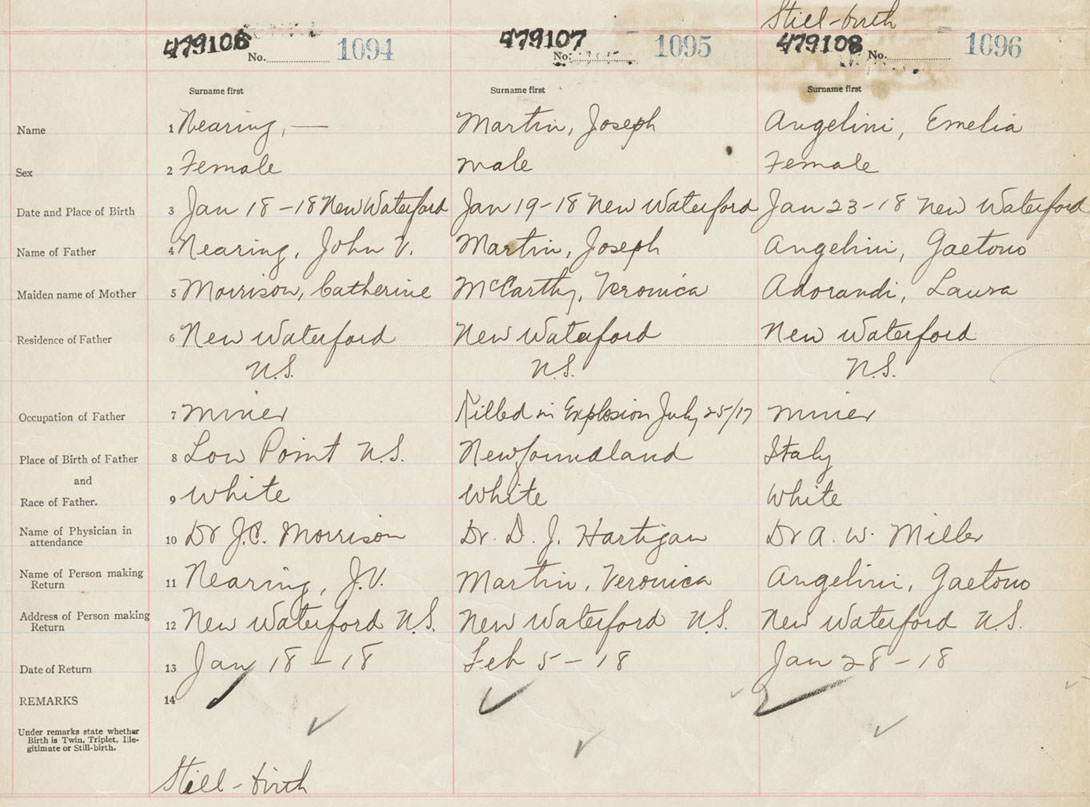 Still-birth
479106 479107 479108
No. 1094 No. 1095 No. 1096
Surname first Surname first Surname first
Name 1 Nearing, — Martin, Joseph Angelini, Emelia
Sex 2 Female male Female
Date and Place of Birth 3 Jan 18-18 New Waterford Jan 19-18 New Waterford Jan 23-18 New Waterford
Name of Father 4 Nearing, John V. Martin, Joseph Angelini, Gaetono
Maiden name of Mother 5 Morrison, Catherine McCarthy, Veronica Adorandi, Laura
Residence of Father 6 New Waterford New Waterford New Waterford
N.S. N.S. N.S.
Occupation of Father 7 miner Killed in Explosion July 25/17 miner
Place of Birth of Father 8 Low Point N.S. Newfoundland Italy
and
Race of Father. 9 White White White
Name of Physician in
attendance 10 Dr J.C. Morrison Dr. D. J. Hartigan Dr A. W. Miller
Name of Person making
Return 11 Nearing, J.V. Martin, Veronica Angelini, Gaetono
Address of Person making
Return 12 New Waterford N.S. New Waterford N.S. New Waterford N.S.
Date of Return 13 Jan 18-18 Feb 5-18 Jan 28-18
REMARKS 14
Under remarks state whether
Birth is Twin, Triplet, Ille-
gitimate or Still-birth.
Still-birth